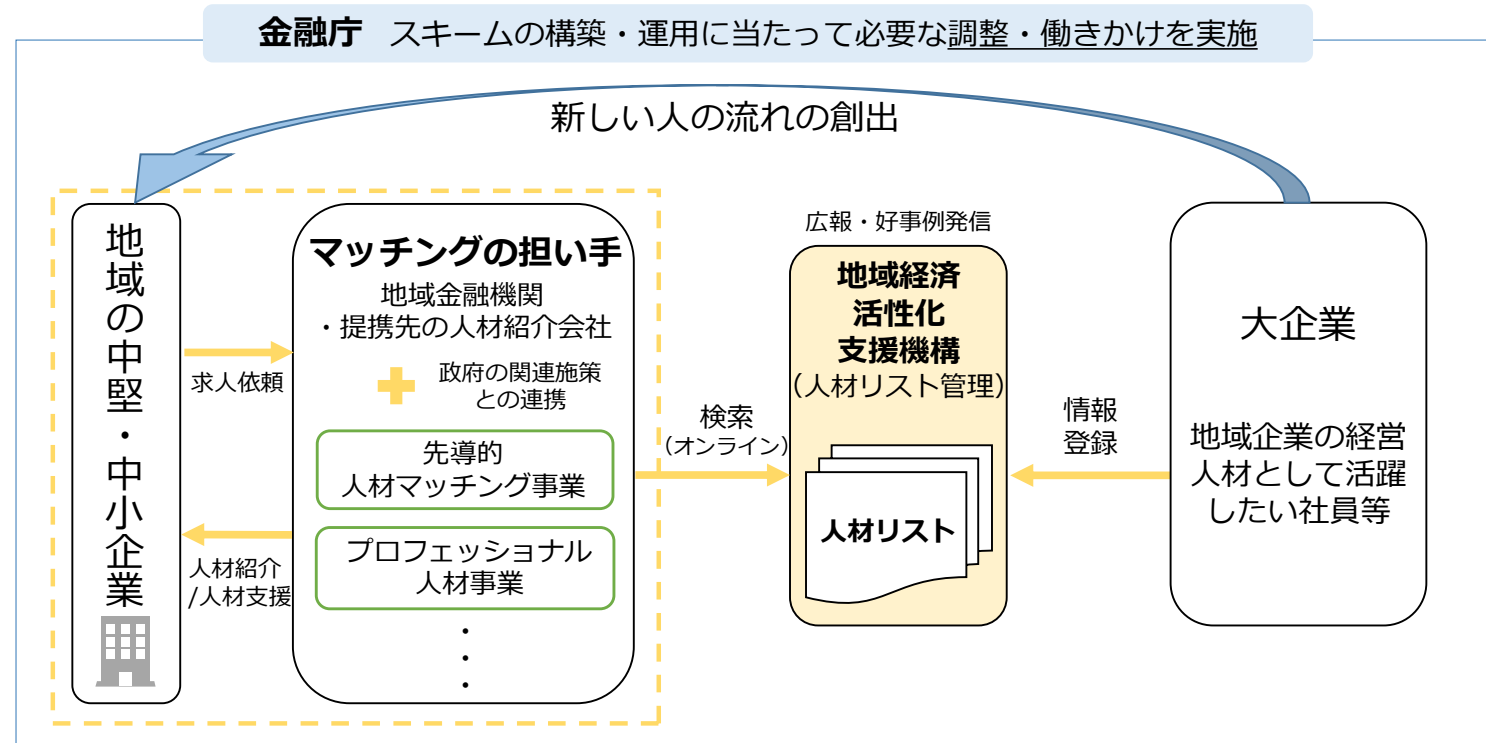 金融庁 スキームの構築・運用に当たって必要な調整・働きかけを実施
新しい人の流れの創出
地域の中堅・中小企業
求人依頼
人材紹介
/人材支援
マッチングの担い手
地域金融機関
・提携先の人材紹介会社
政府の関連施策
との連携
先導的
人材マッチング事業
プロフェッショナル
人材事業
・
・
・
検索
（オンライン）
広報・好事例発信
地域経済
活性化
支援機構
（人材リスト管理）
人材リスト
情報
登録
大企業
地域企業の経営
人材として活躍
したい社員等